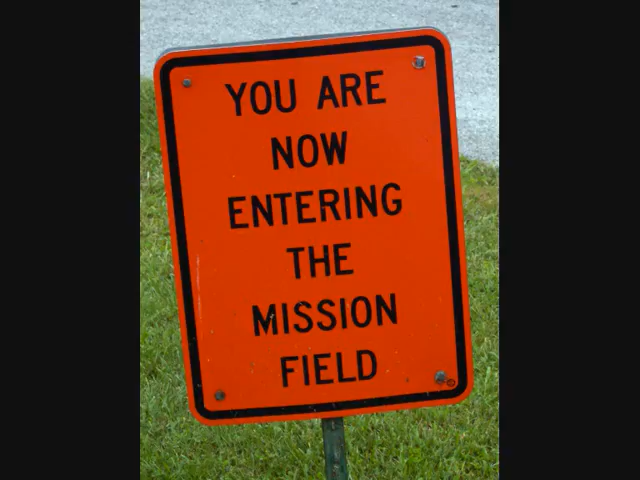 YOU ARE
NOW
ENTERING
THE
MISSION
FIELD